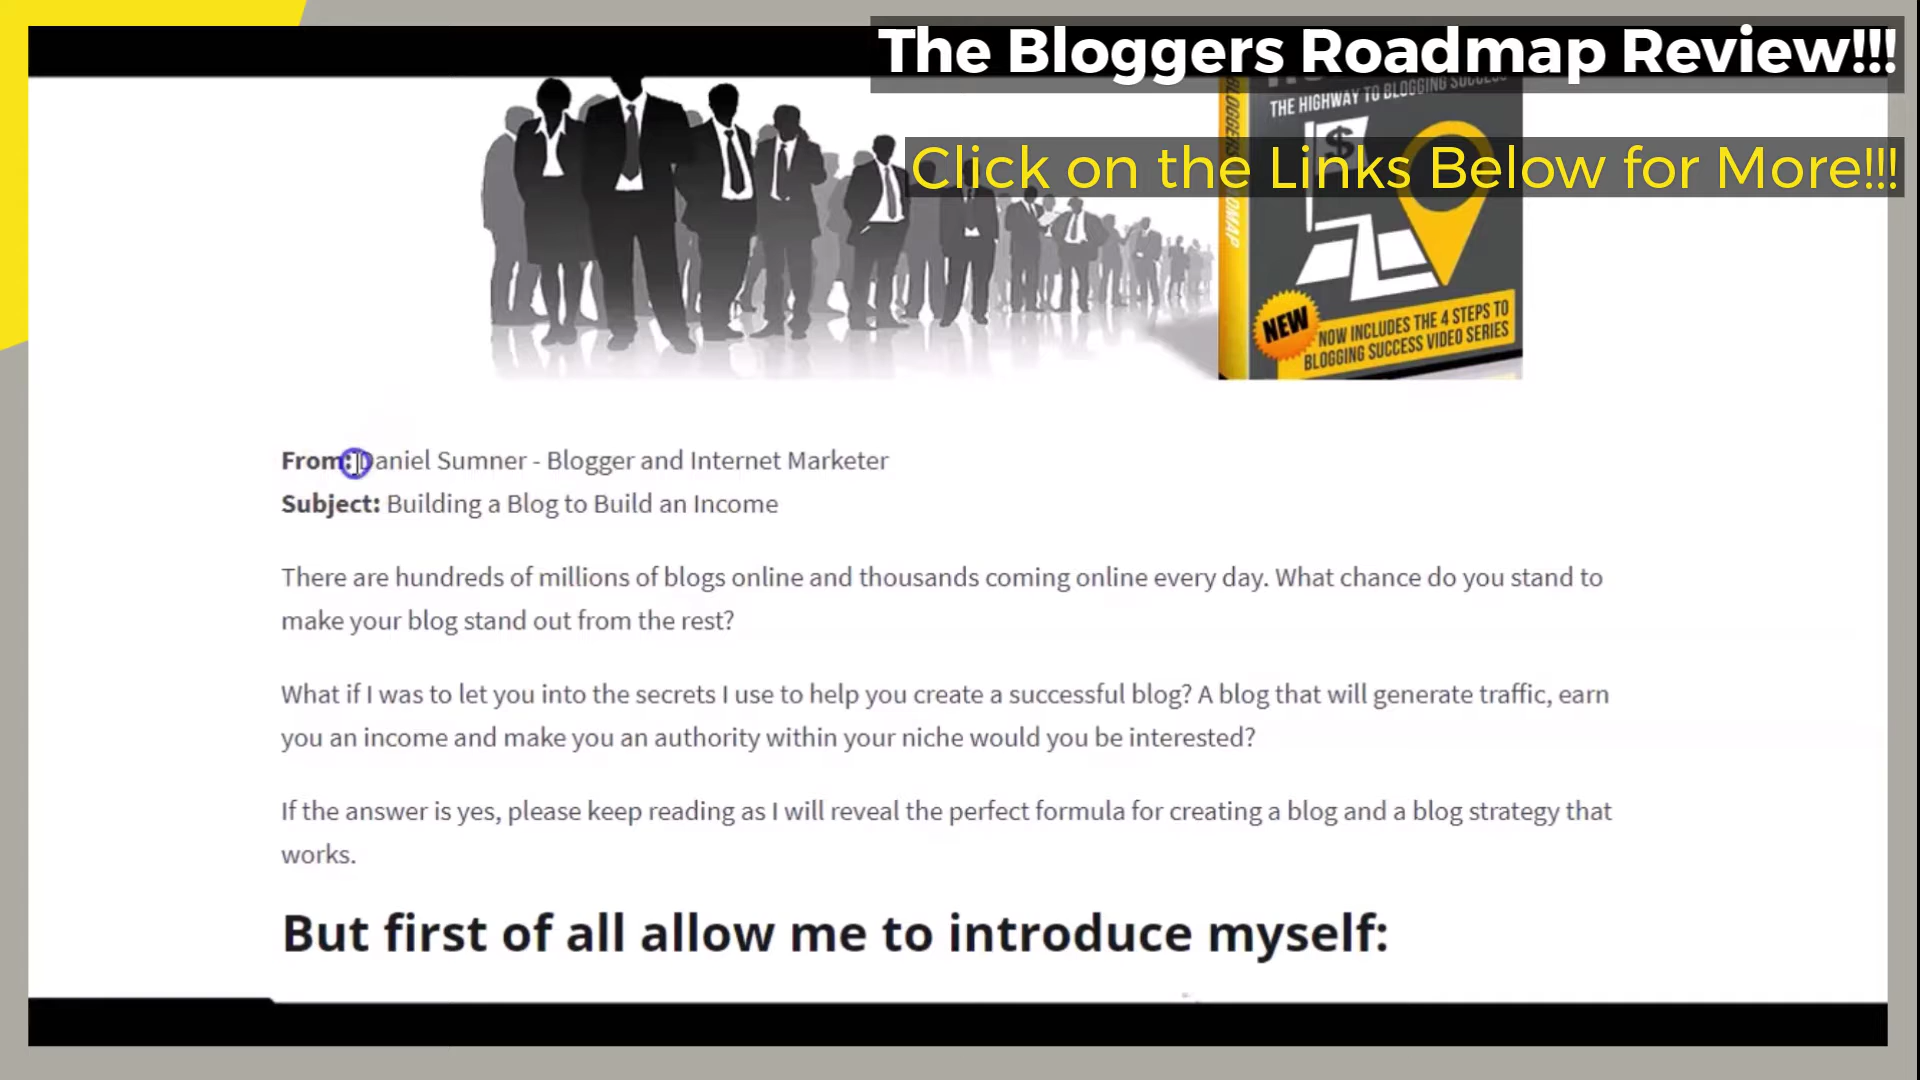 The Bloggers Roadmap Review!!!
THE HIGHWAY TO BLOGGING SUCCESS
Click on the Links Below for More!!!
$
NEW
NOW INCLUDES THE 4 STEPS TO
BLOGGING SUCCESS VIDEO SERIES
From: Daniel Sumner - Blogger and Internet Marketer
Subject: Building a Blog to Build an Income
There are hundreds of millions of blogs online and thousands coming online every day. What chance do you stand to
make your blog stand out from the rest?
What if I was to let you into the secrets I use to help you create a successful blog? A blog that will generate traffic, earn
you an income and make you an authority within your niche would you be interested?
If the answer is yes, please keep reading as I will reveal the perfect formula for creating a blog and a blog strategy that
works.
But first of all allow me to introduce myself: